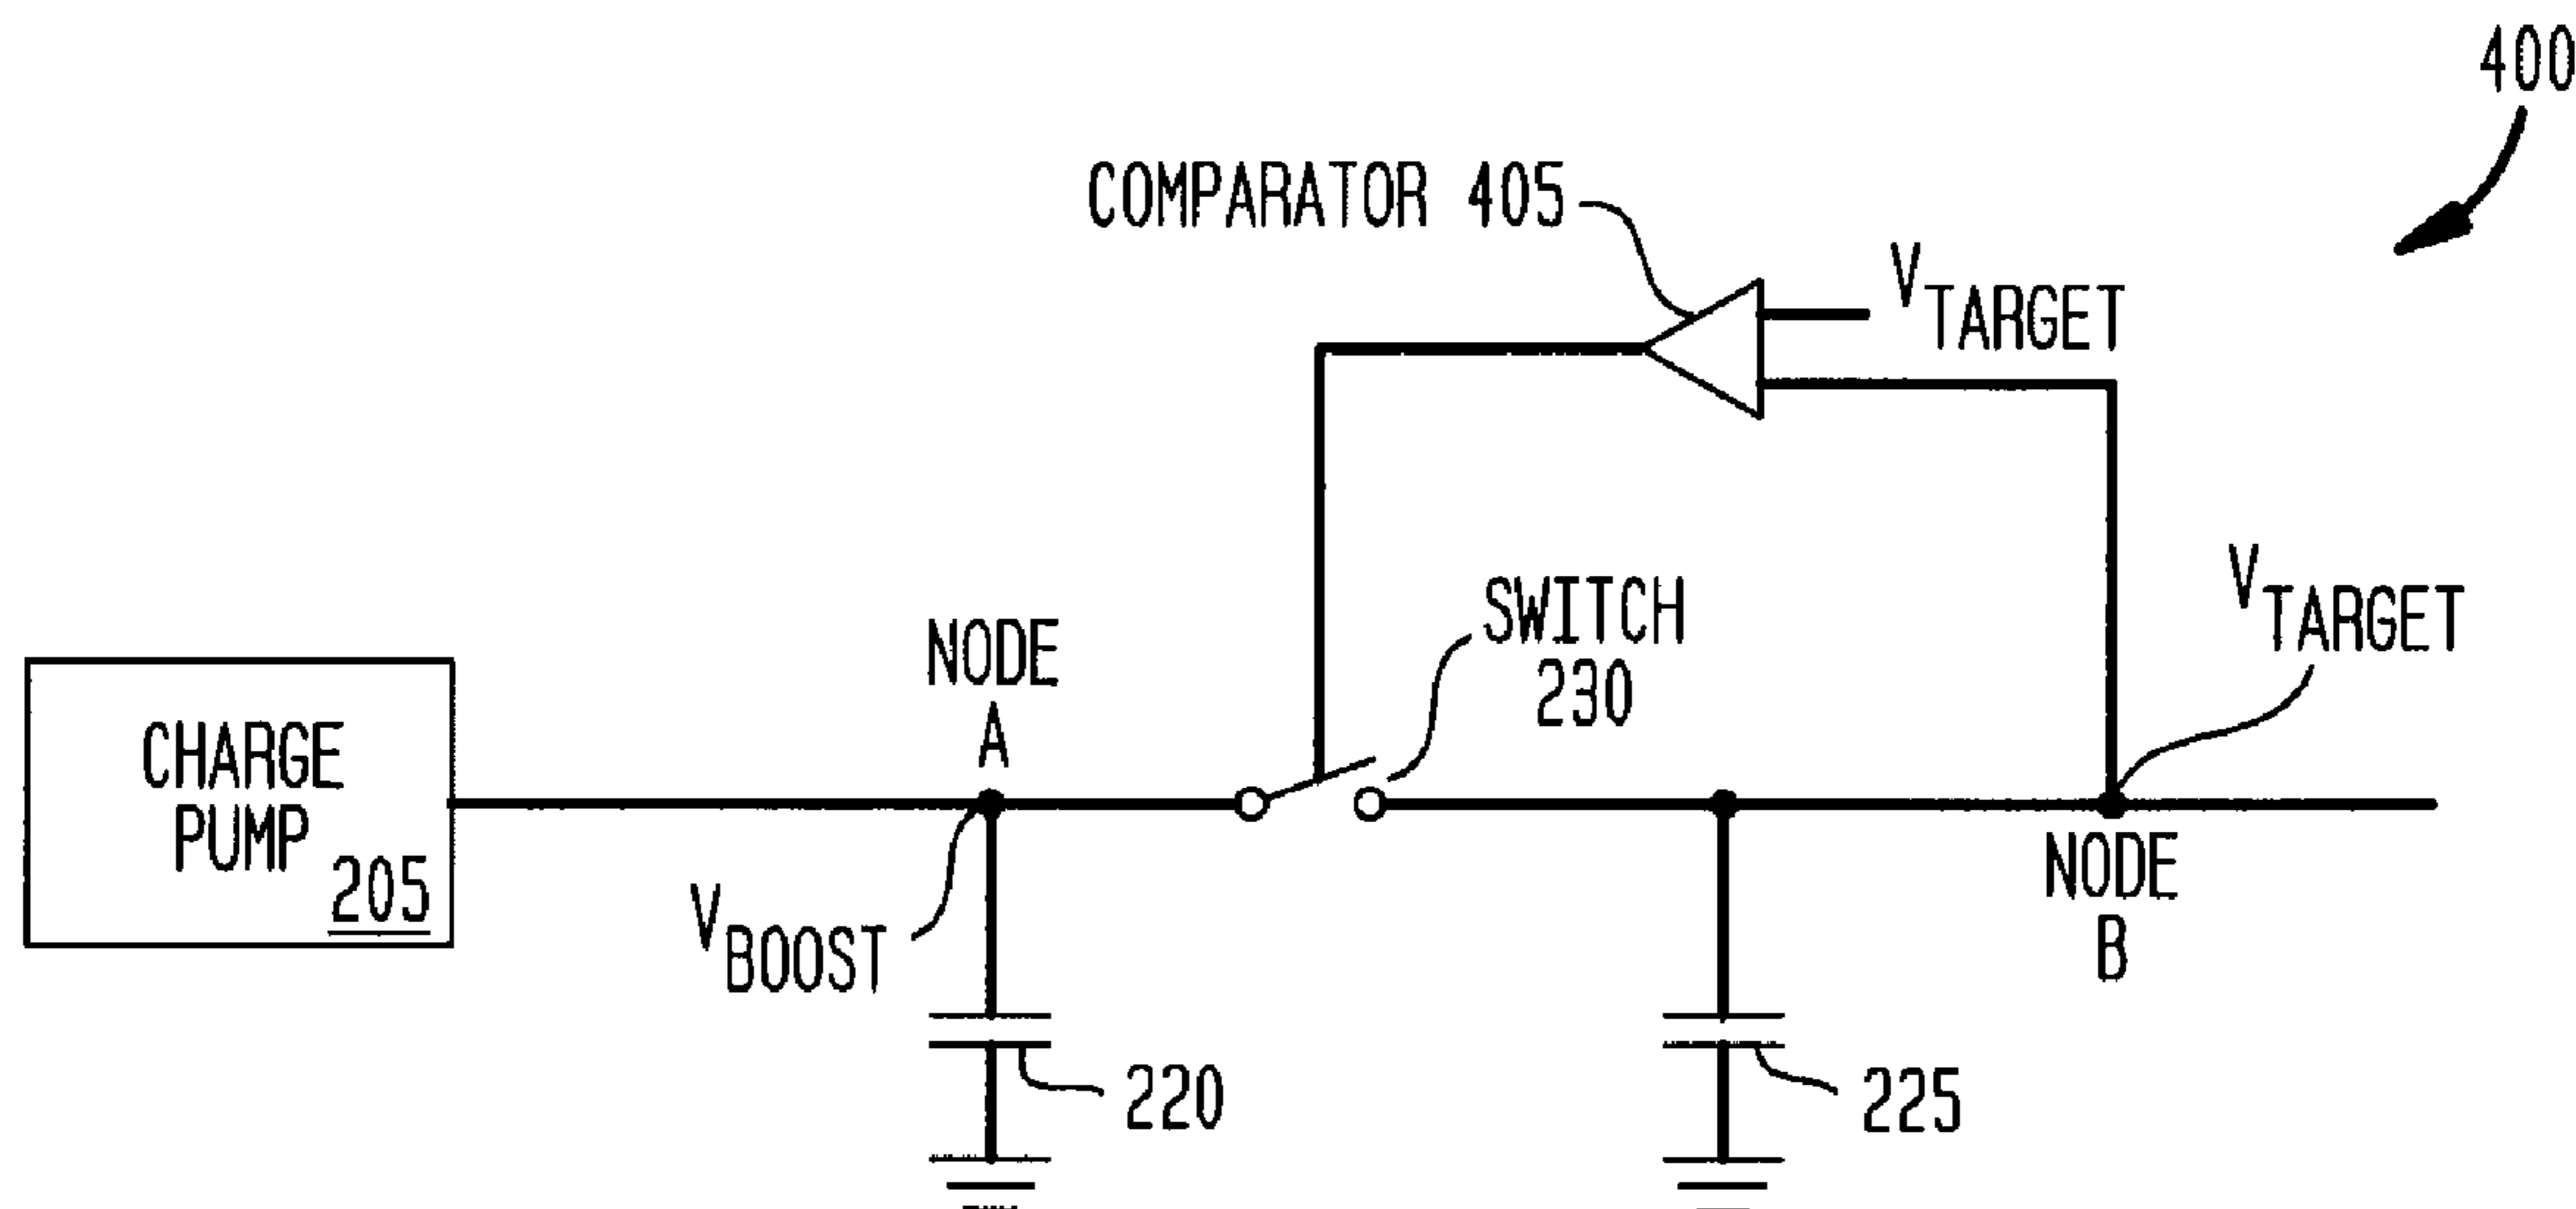 400
COMPARATOR 405
VTARGET
SWITCH
230
VTARGET
NODE
A
CHARGE
PUMP
205
VBOOST
NODE
B
220
225